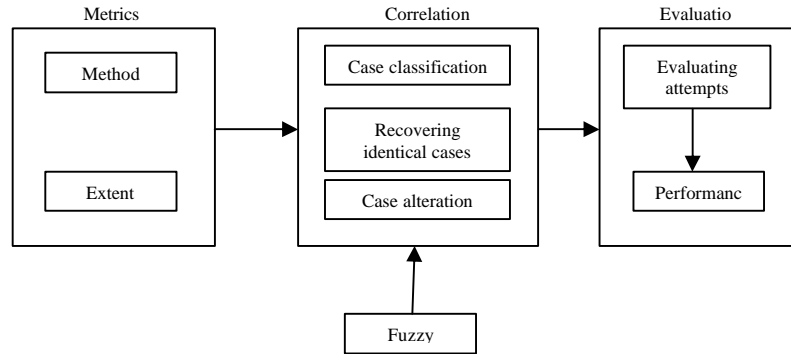 Metrics
Correlation
Evaluatio
Method
Extent
Case classification
Recovering
identical cases
Case alteration
Evaluating
attempts
Performanc
Fuzzy